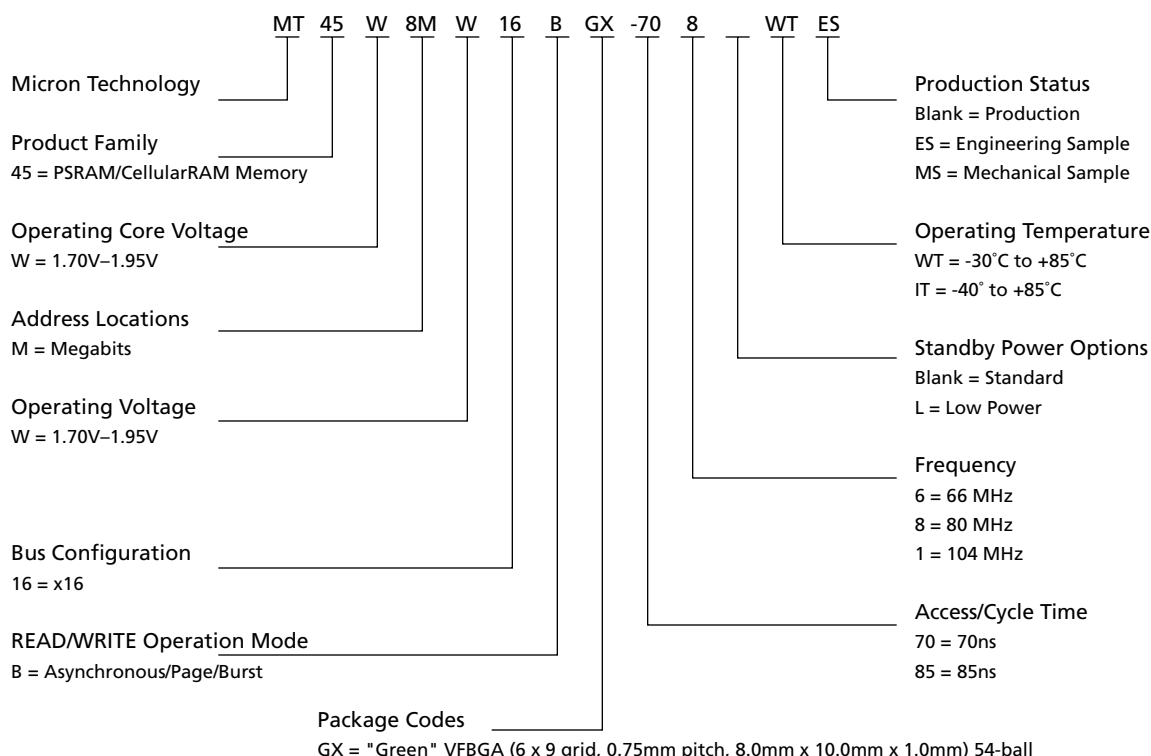 MT 45 W 8M W 16 B GX -70 8 WT ES
Micron Technology
Product Family
45 = PSRAM/CellularRAM Memory
Operating Core Voltage
W = 1.70V–1.95V
Address Locations
M = Megabits
Operating Voltage
W = 1.70V–1.95V
Bus Configuration
16 = x16
READ/WRITE Operation Mode
B = Asynchronous/Page/Burst
Package Codes
GX = "Green" VFBGA (6 x 9 grid, 0.75mm pitch, 8.0mm x 10.0mm x 1.0mm) 54-ball
Production Status
Blank = Production
ES = Engineering Sample
MS = Mechanical Sample
Operating Temperature
WT = -30˚C to +85˚C
IT = -40˚ to +85˚C
Standby Power Options
Blank = Standard
L = Low Power
Frequency
6 = 66 MHz
8 = 80 MHz
1 = 104 MHz
Access/Cycle Time
70 = 70ns
85 = 85ns